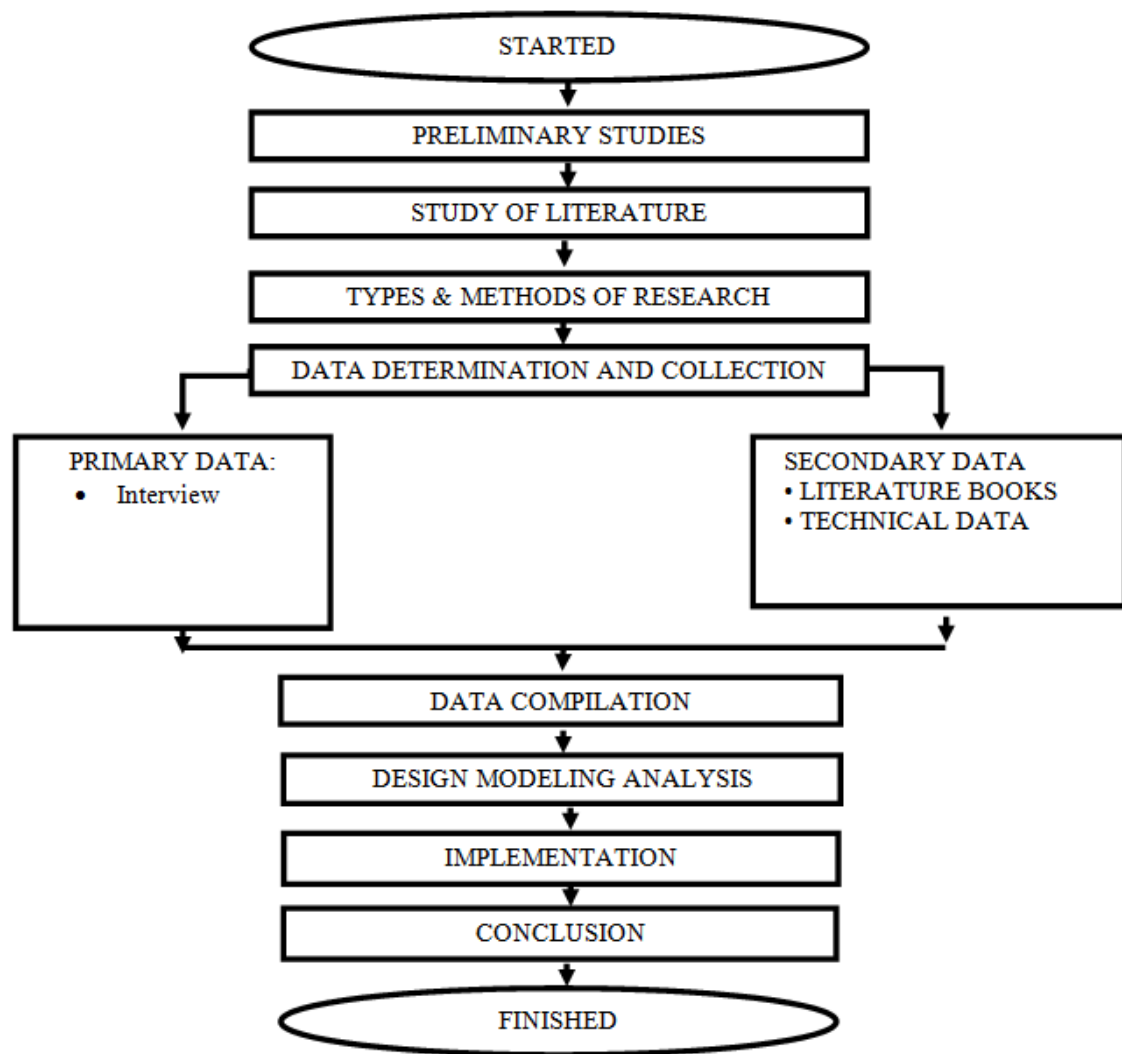 STARTED
PRELIMINARY STUDIES
STUDY OF LITERATURE
TYPES & METHODS OF RESEARCH
DATA DETERMINATION AND COLLECTION
PRIMARY DATA:
• Interview
SECONDARY DATA
• LITERATURE BOOKS
• TECHNICAL DATA
DATA COMPILATION
DESIGN MODELING ANALYSIS
IMPLEMENTATION
CONCLUSION
FINISHED